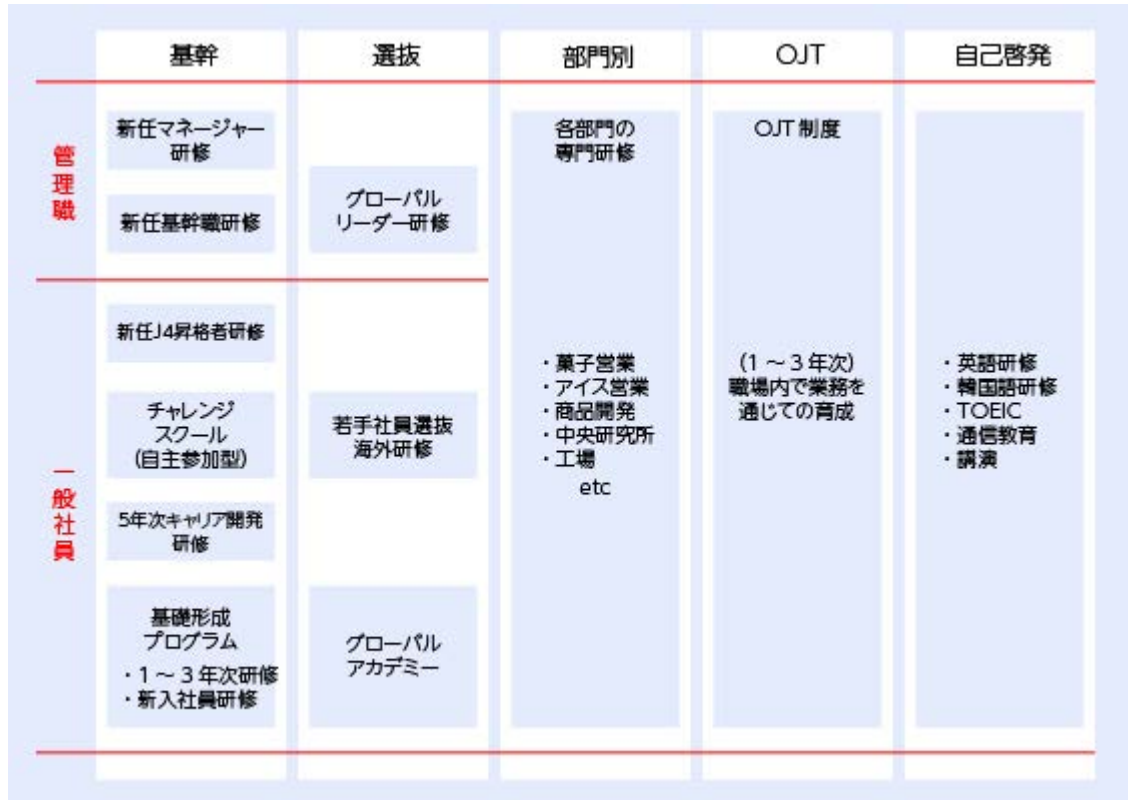 基幹
選抜
部門別
OJT
自己啓発
管理職
新任マネージャー
研修
新任基幹職研修
グローバル
リーダー研修
各部門の
専門研修
OJT 制度
一般社員
新任J4昇格者研修
チャレンジ
スクール
(自主参加型)
5年次キャリア開発
研修
基礎形成
プログラム
・1～3年次研修
・新入社員研修
若手社員選抜
海外研修
グローバル
アカデミー
・菓子営業
・アイス営業
・商品開発
・中央研究所
・工場
etc
(1～3年次)
職場内で業務を
通じての育成
・英語研修
・韓国語研修
・TOEIC
・通信教育
・講演